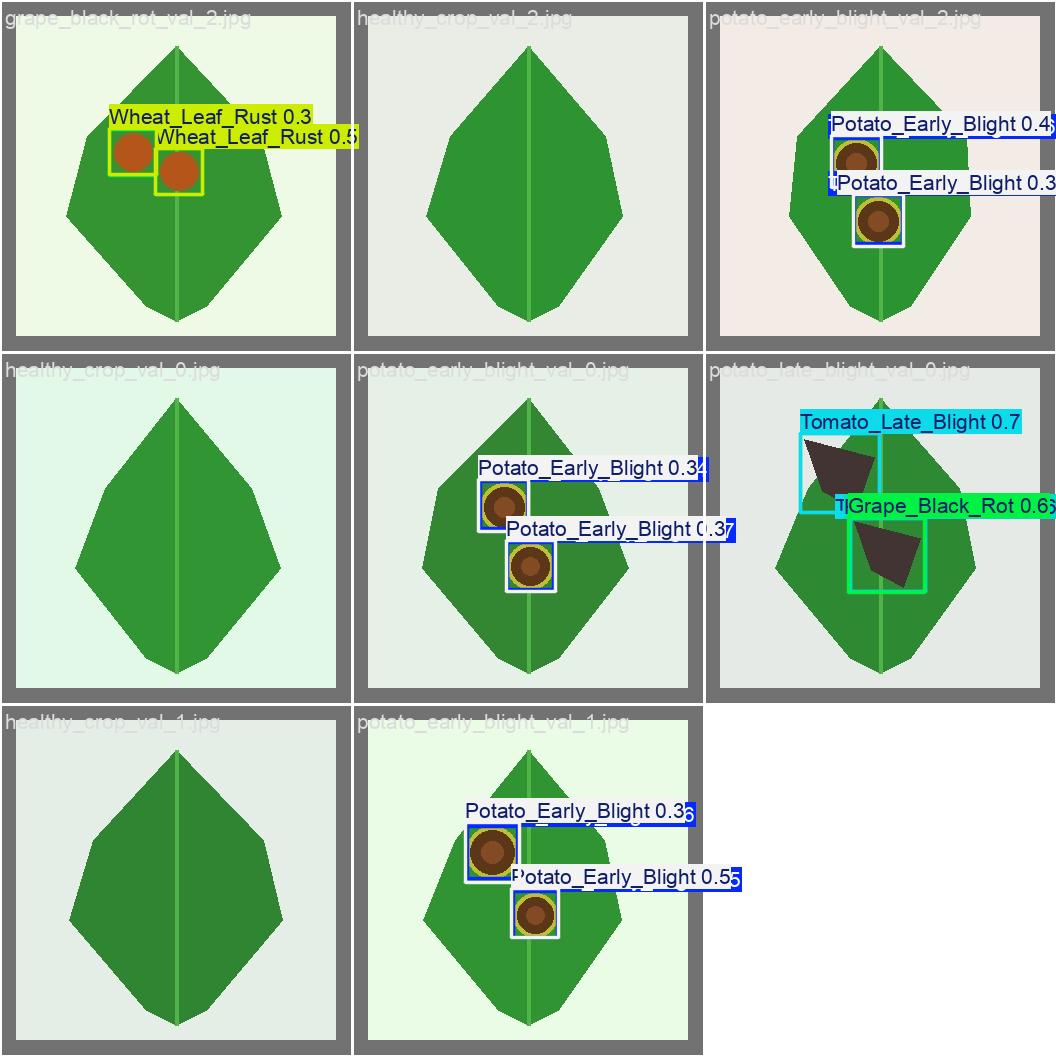 grape_black_rot_val_2.jpg
healthy_crop_val_2.jpg
potato_early_blight_val_2.jpg
Wheat_Leaf_Rust 0.3
Wheat_Leaf_Rust 0.5
Potato_Early_Blight 0.4
Potato_Early_Blight 0.3
healthy_crop_val_0.jpg
potato_early_blight_val_0.jpg
potato_late_blight_val_0.jpg
Tomato_Late_Blight 0.7
Potato_Early_Blight 0.3
Grape_Black_Rot 0.6
Potato_Early_Blight 0.3
healthy_crop_val_1.jpg
potato_early_blight_val_1.jpg
Potato_Early_Blight 0.3
Potato_Early_Blight 0.5